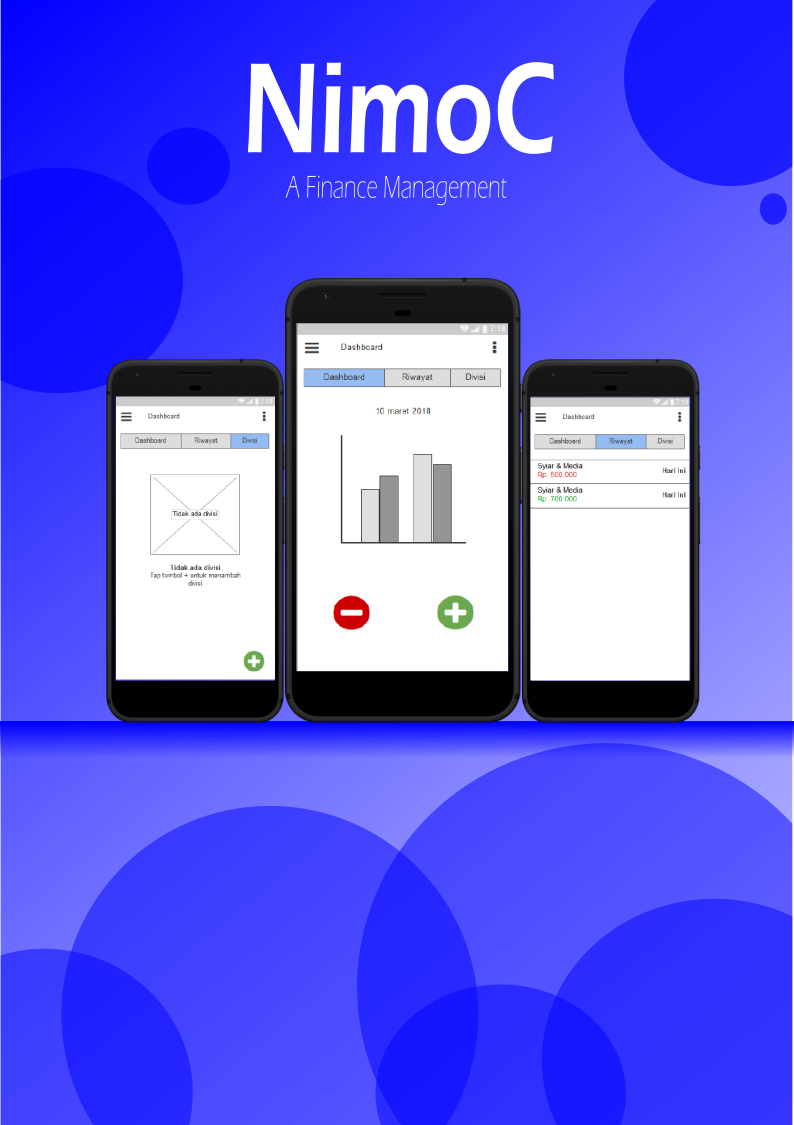 NimoC
A Finance Management
7:18
Dashboard
Dashboard Riwayat Divisi
Tidak ada divisi
Tidak ada divisi
Tap tombol + untuk menambah
divisi
7:18
Dashboard
Dashboard Riwayat Divisi
10 maret 2018
7:18
Dashboard
Dashboard Riwayat Divisi
Syiar & Media
Rp. 600.000
Hari Ini
Syiar & Media
Rp. 700.000
Hari Ini